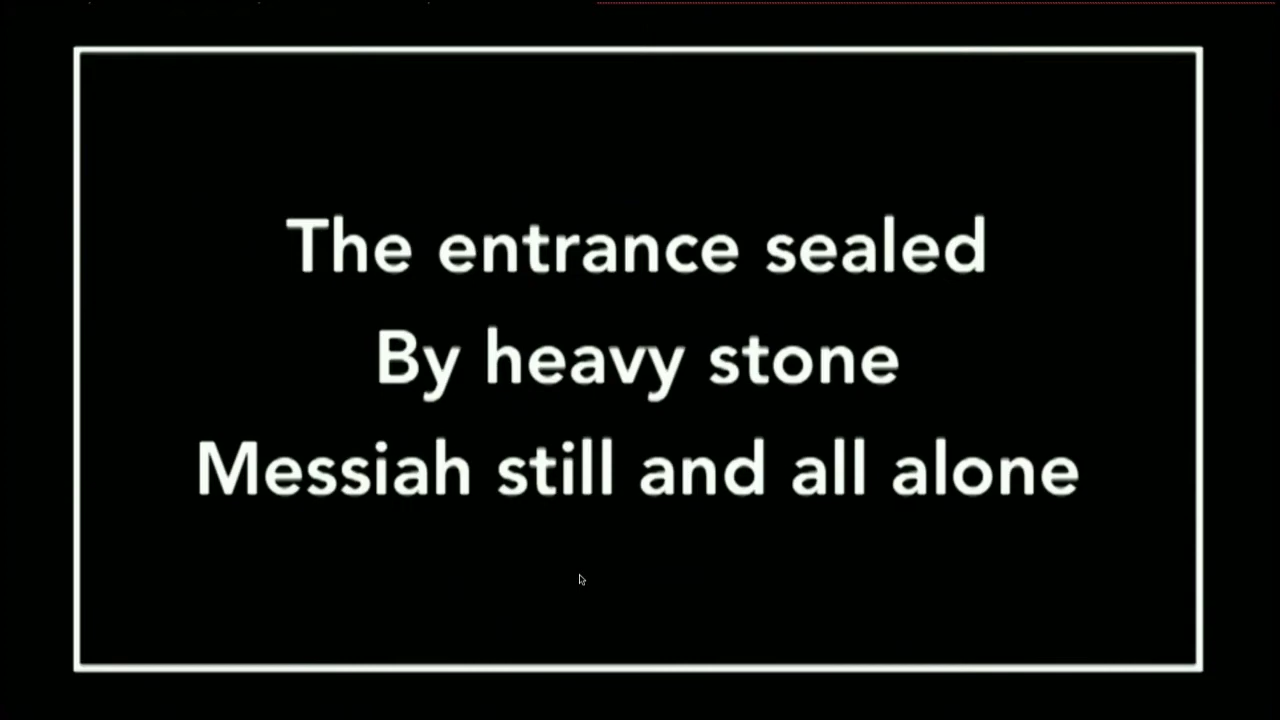 The entrance sealed
By heavy stone
Messiah still and all alone